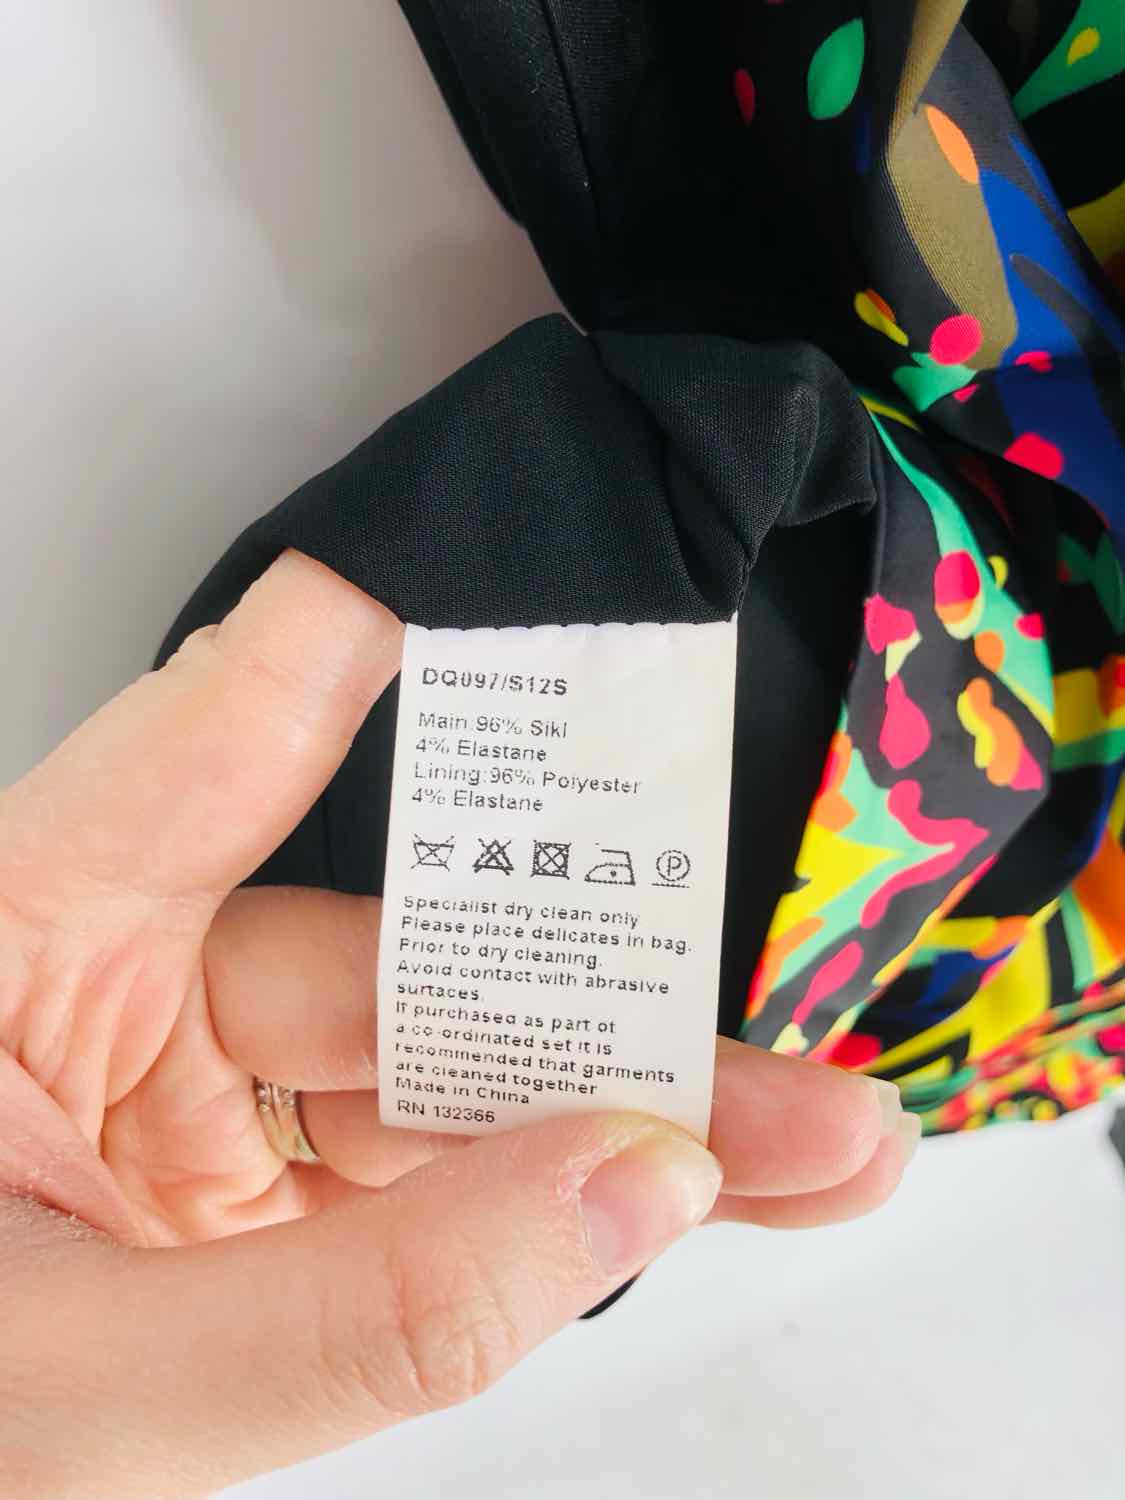 DQ097/S12S
Main:96% Sikl
4% Elastane
Lining:96% Polyester
4% Elastane
P
Specialist dry clean only
Please place delicates in bag.
Prior to dry cleaning.
Avoid contact with abrasive
surfaces.
If purchased as part of
a co-ordinated set it is
recommended that garments
are cleaned together
Made in China
RN 132366